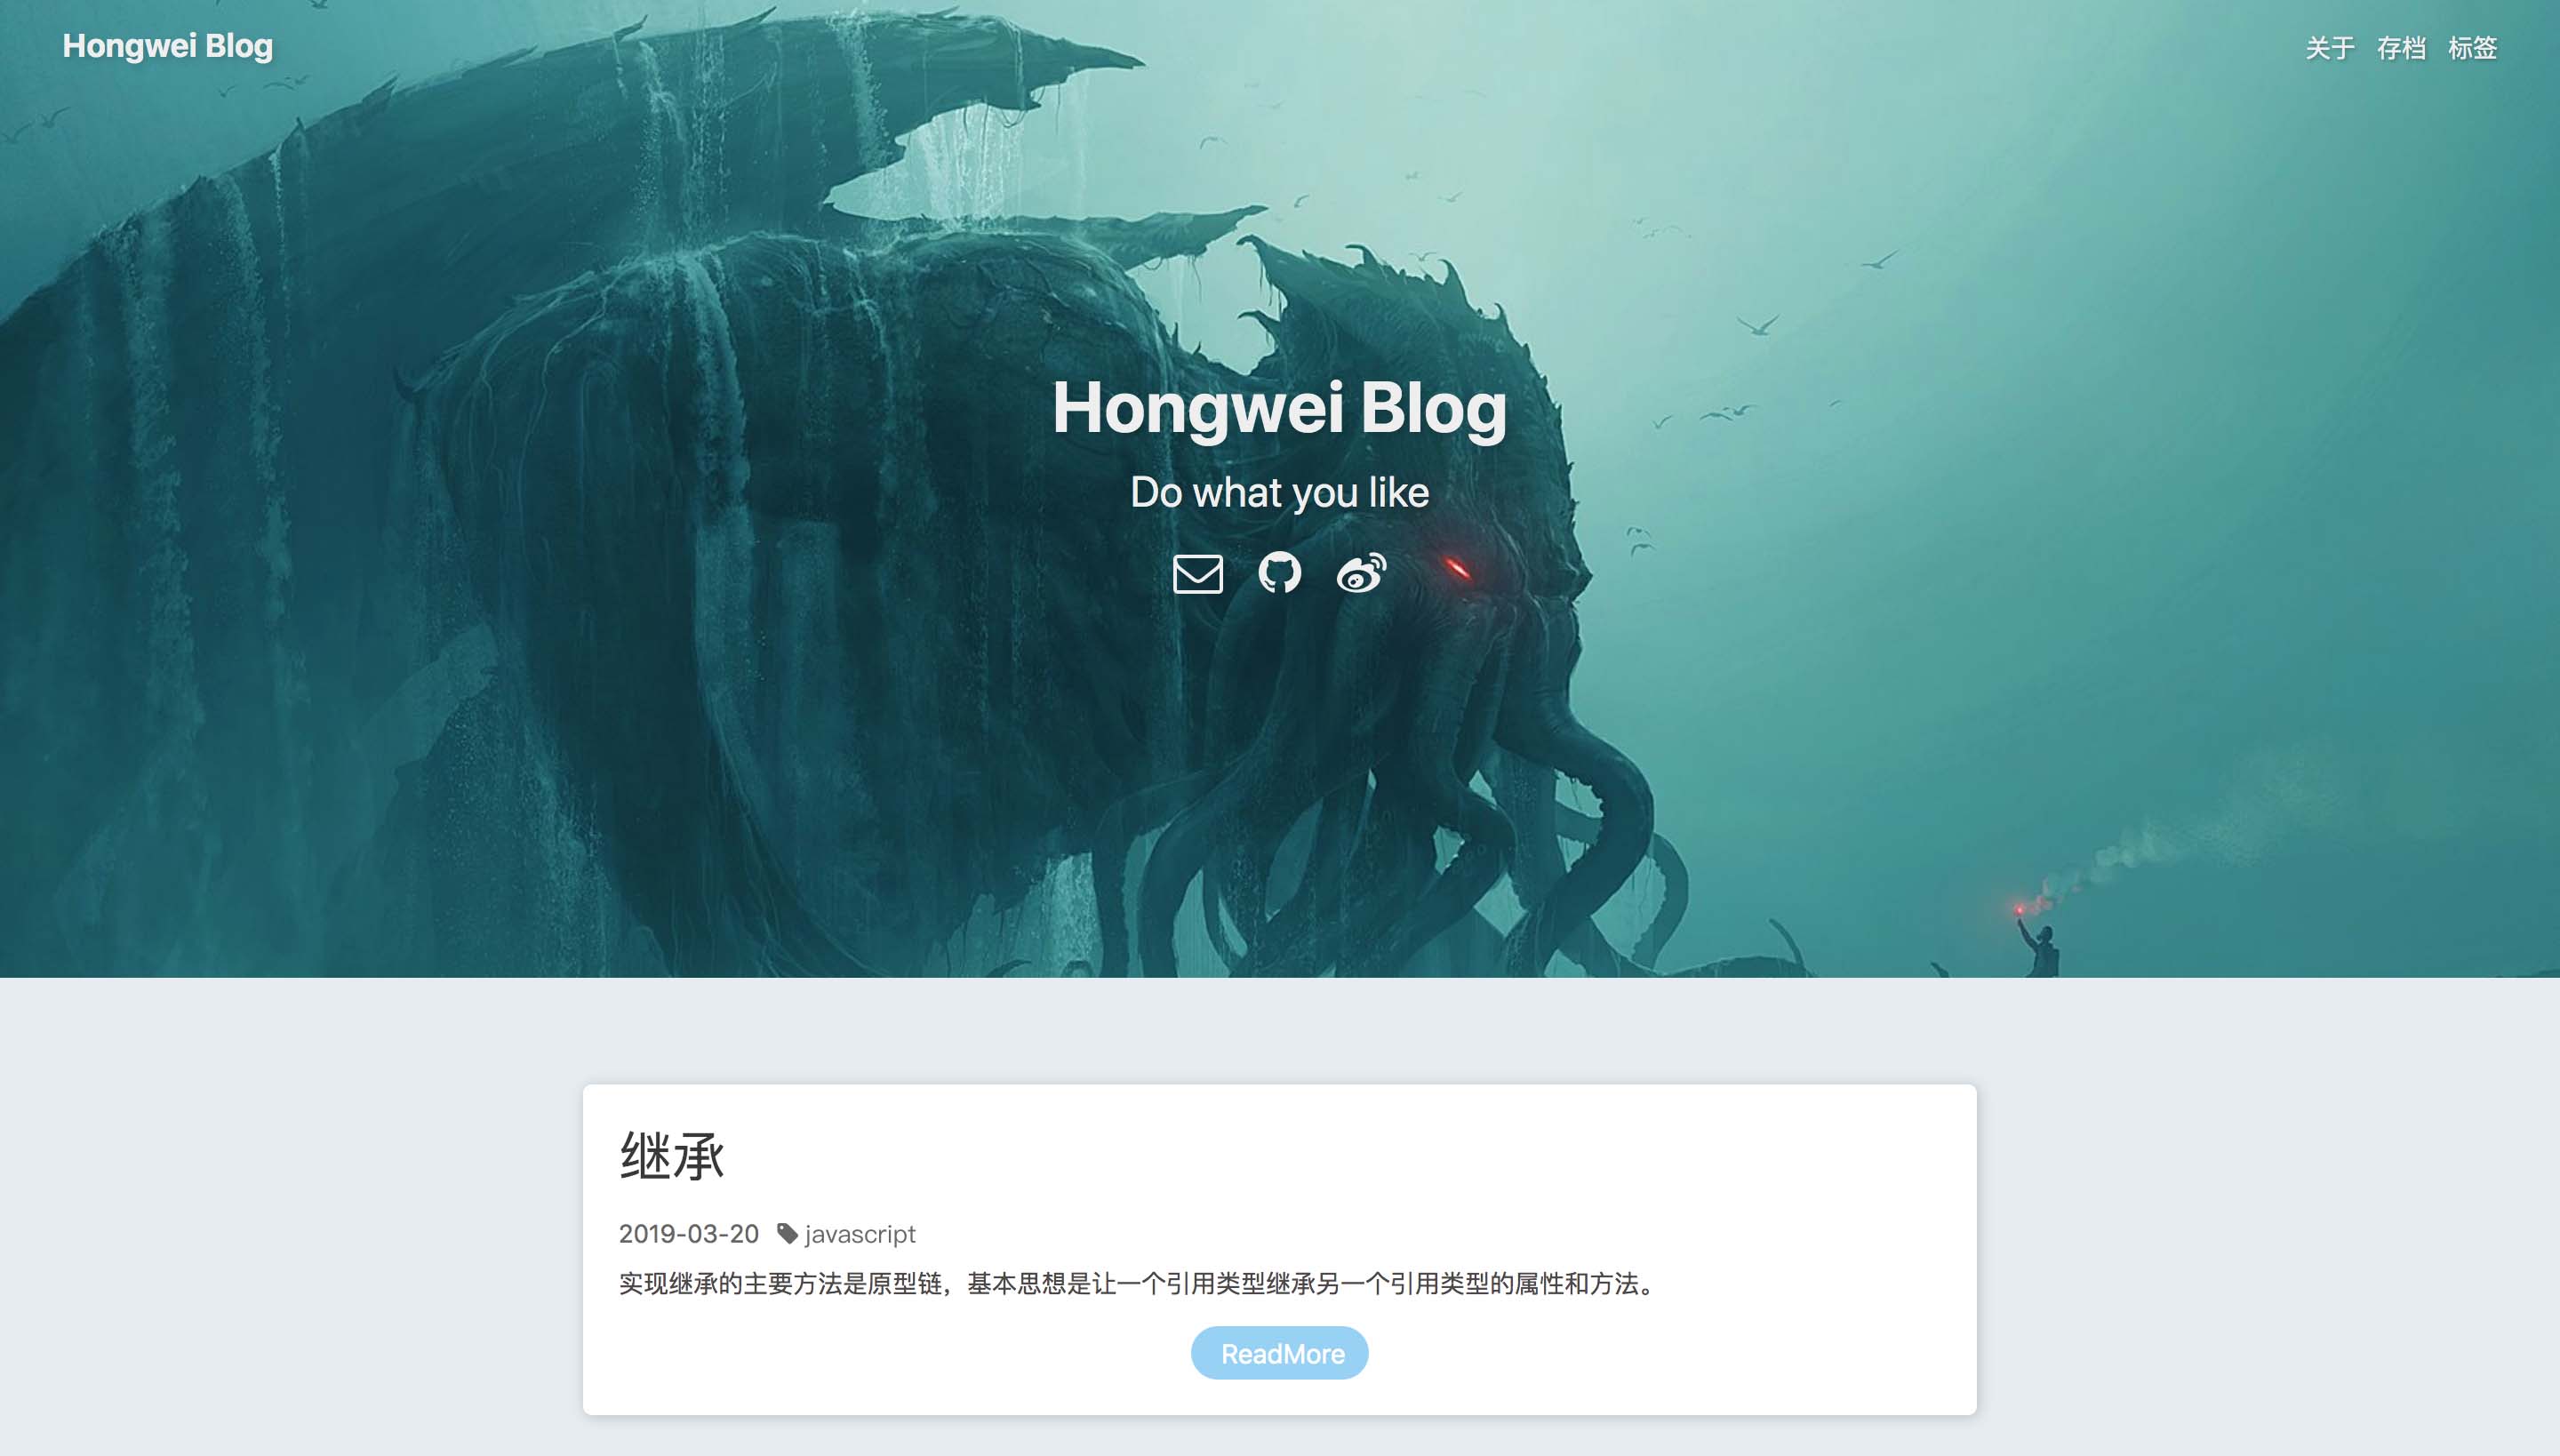 Hongwei Blog
关于 存档 标签
Hongwei Blog
Do what you like
继承
2019-03-20 javascript
实现继承的主要方法是原型链，基本思想是让一个引用类型继承另一个引用类型的属性和方法。
ReadMore